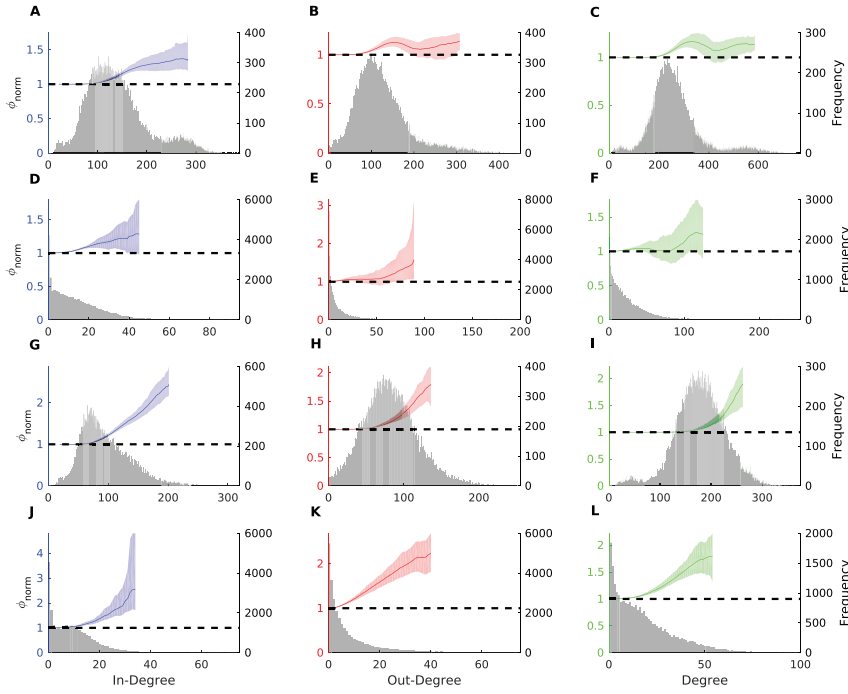 A
B
C
ϕnorm
1.5
1
0.5
0
0 100 200 300
400
300
200
100
0
1
0.5
0
0 100 200 300 400
400
300
200
100
0
1
0.5
0
0 200 400 600
300
200
100
0
Frequency
D
E
F
ϕnorm
1.5
1
0.5
0
0 20 40 60 80
6000
4000
2000
0
3
2
1
0
0 50 100 150 200
8000
6000
4000
2000
0
1.5
1
0.5
0
0 100 200
3000
2000
1000
0
Frequency
G
H
I
ϕnorm
2
1
0
0 100 200 300
600
400
200
0
2
1.5
1
0.5
0
0 100 200
400
300
200
100
0
2
1.5
1
0.5
0
0 100 200 300
300
200
100
0
Frequency
J
K
L
ϕnorm
4
3
2
1
0
0 20 40 60
6000
4000
2000
0
In-Degree
2
1
0
0 20 40 60
6000
4000
2000
0
Out-Degree
2
1.5
1
0.5
0
0 50 100
2000
1500
1000
500
0
Frequency
Degree